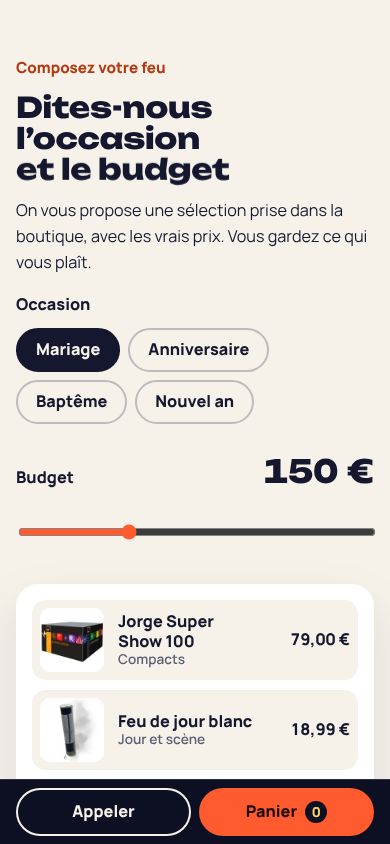 Composez votre feu
Dites-nous
l’occasion
et le budget
On vous propose une sélection prise dans la
boutique, avec les vrais prix. Vous gardez ce qui
vous plaît.
Occasion
Mariage
Anniversaire
Baptême
Nouvel an
Budget
150 €
Jorge Super
Show 100
Compacts
79,00 €
Feu de jour blanc
Jour et scène
18,99 €
Appeler
Panier 0